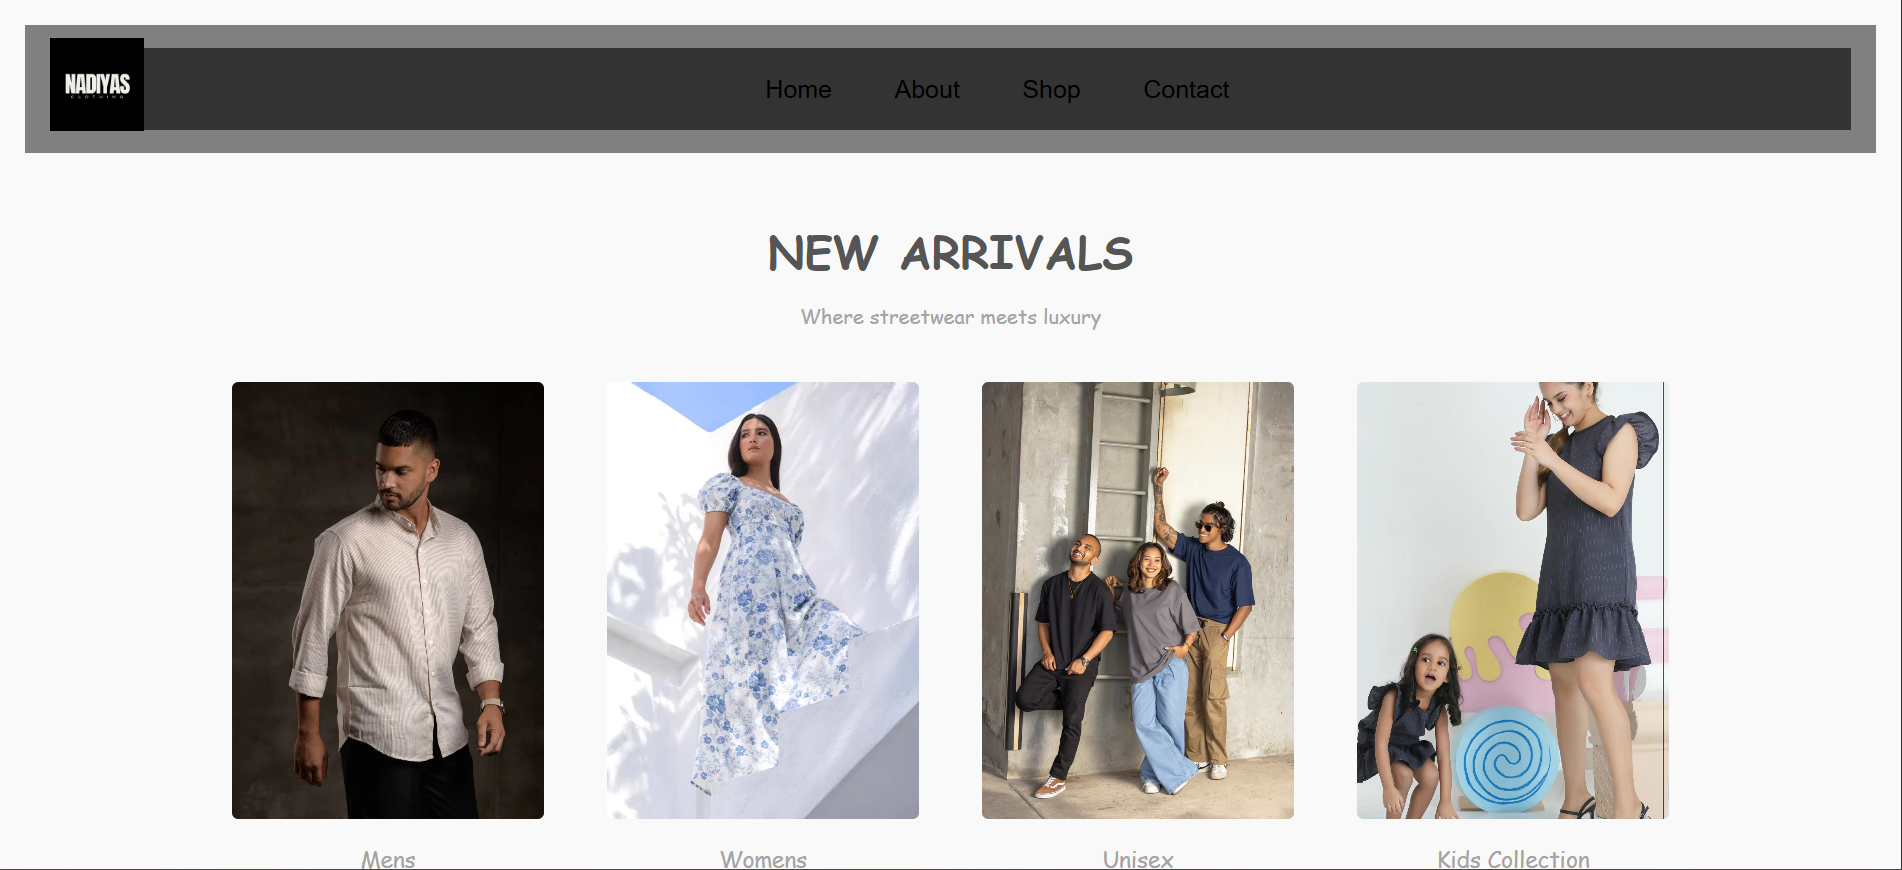 NADIYAS
CLOTHING
Home About Shop Contact
NEW ARRIVALS
Where streetwear meets luxury
Mens Womens Unisex Kids Collection